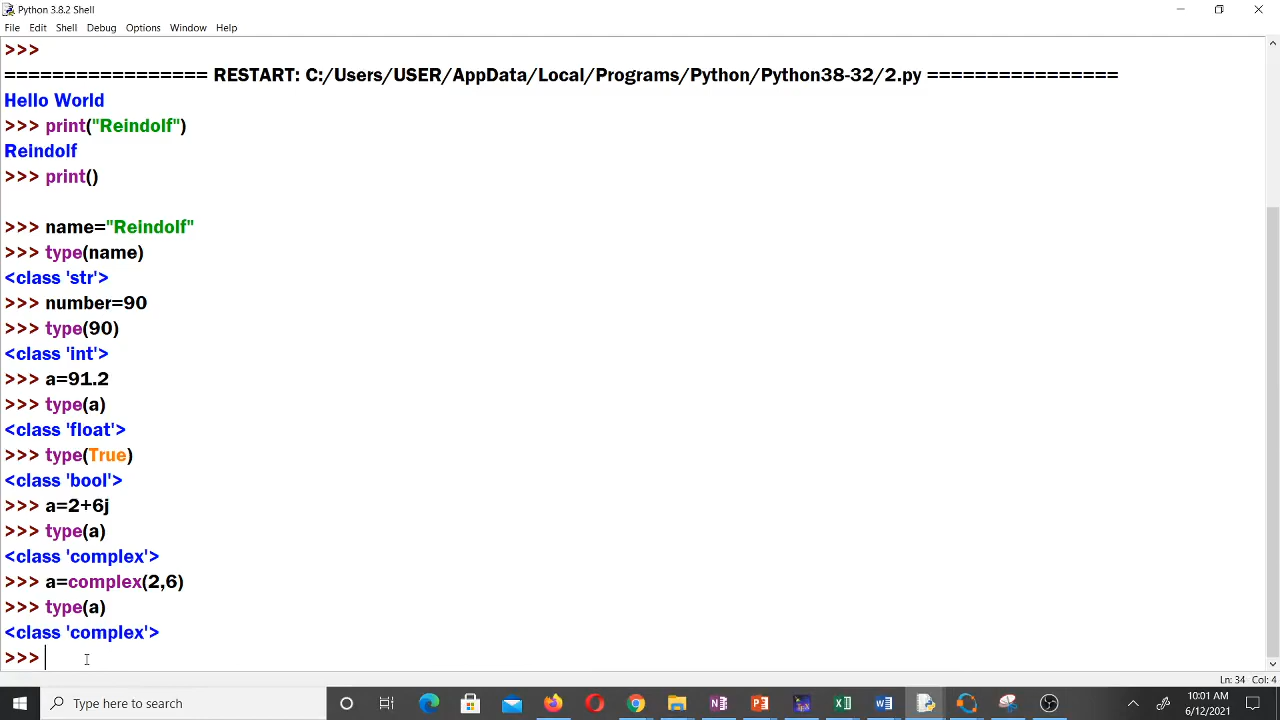 Python 3.8.2 Shell
File Edit Shell Debug Options Window Help
>>>
================= RESTART: C:/Users/USER/AppData/Local/Programs/Python/Python38-32/2.py ================
Hello World
>>> print("Reindolf")
Reindolf
>>> print()
>>> name="Reindolf"
>>> type(name)
<class 'str'>
>>> number=90
>>> type(90)
<class 'int'>
>>> a=91.2
>>> type(a)
<class 'float'>
>>> type(True)
<class 'bool'>
>>> a=2+6j
>>> type(a)
<class 'complex'>
>>> a=complex(2,6)
>>> type(a)
<class 'complex'>
>>>
Ln: 34 Col: 4
Type here to search
10:01 AM
6/12/2021